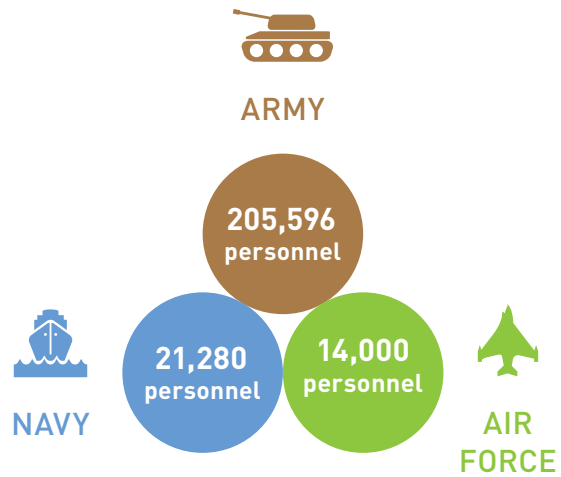 ARMY
205,596
personnel
21,280
personnel
14,000
personnel
NAVY
AIR
FORCE